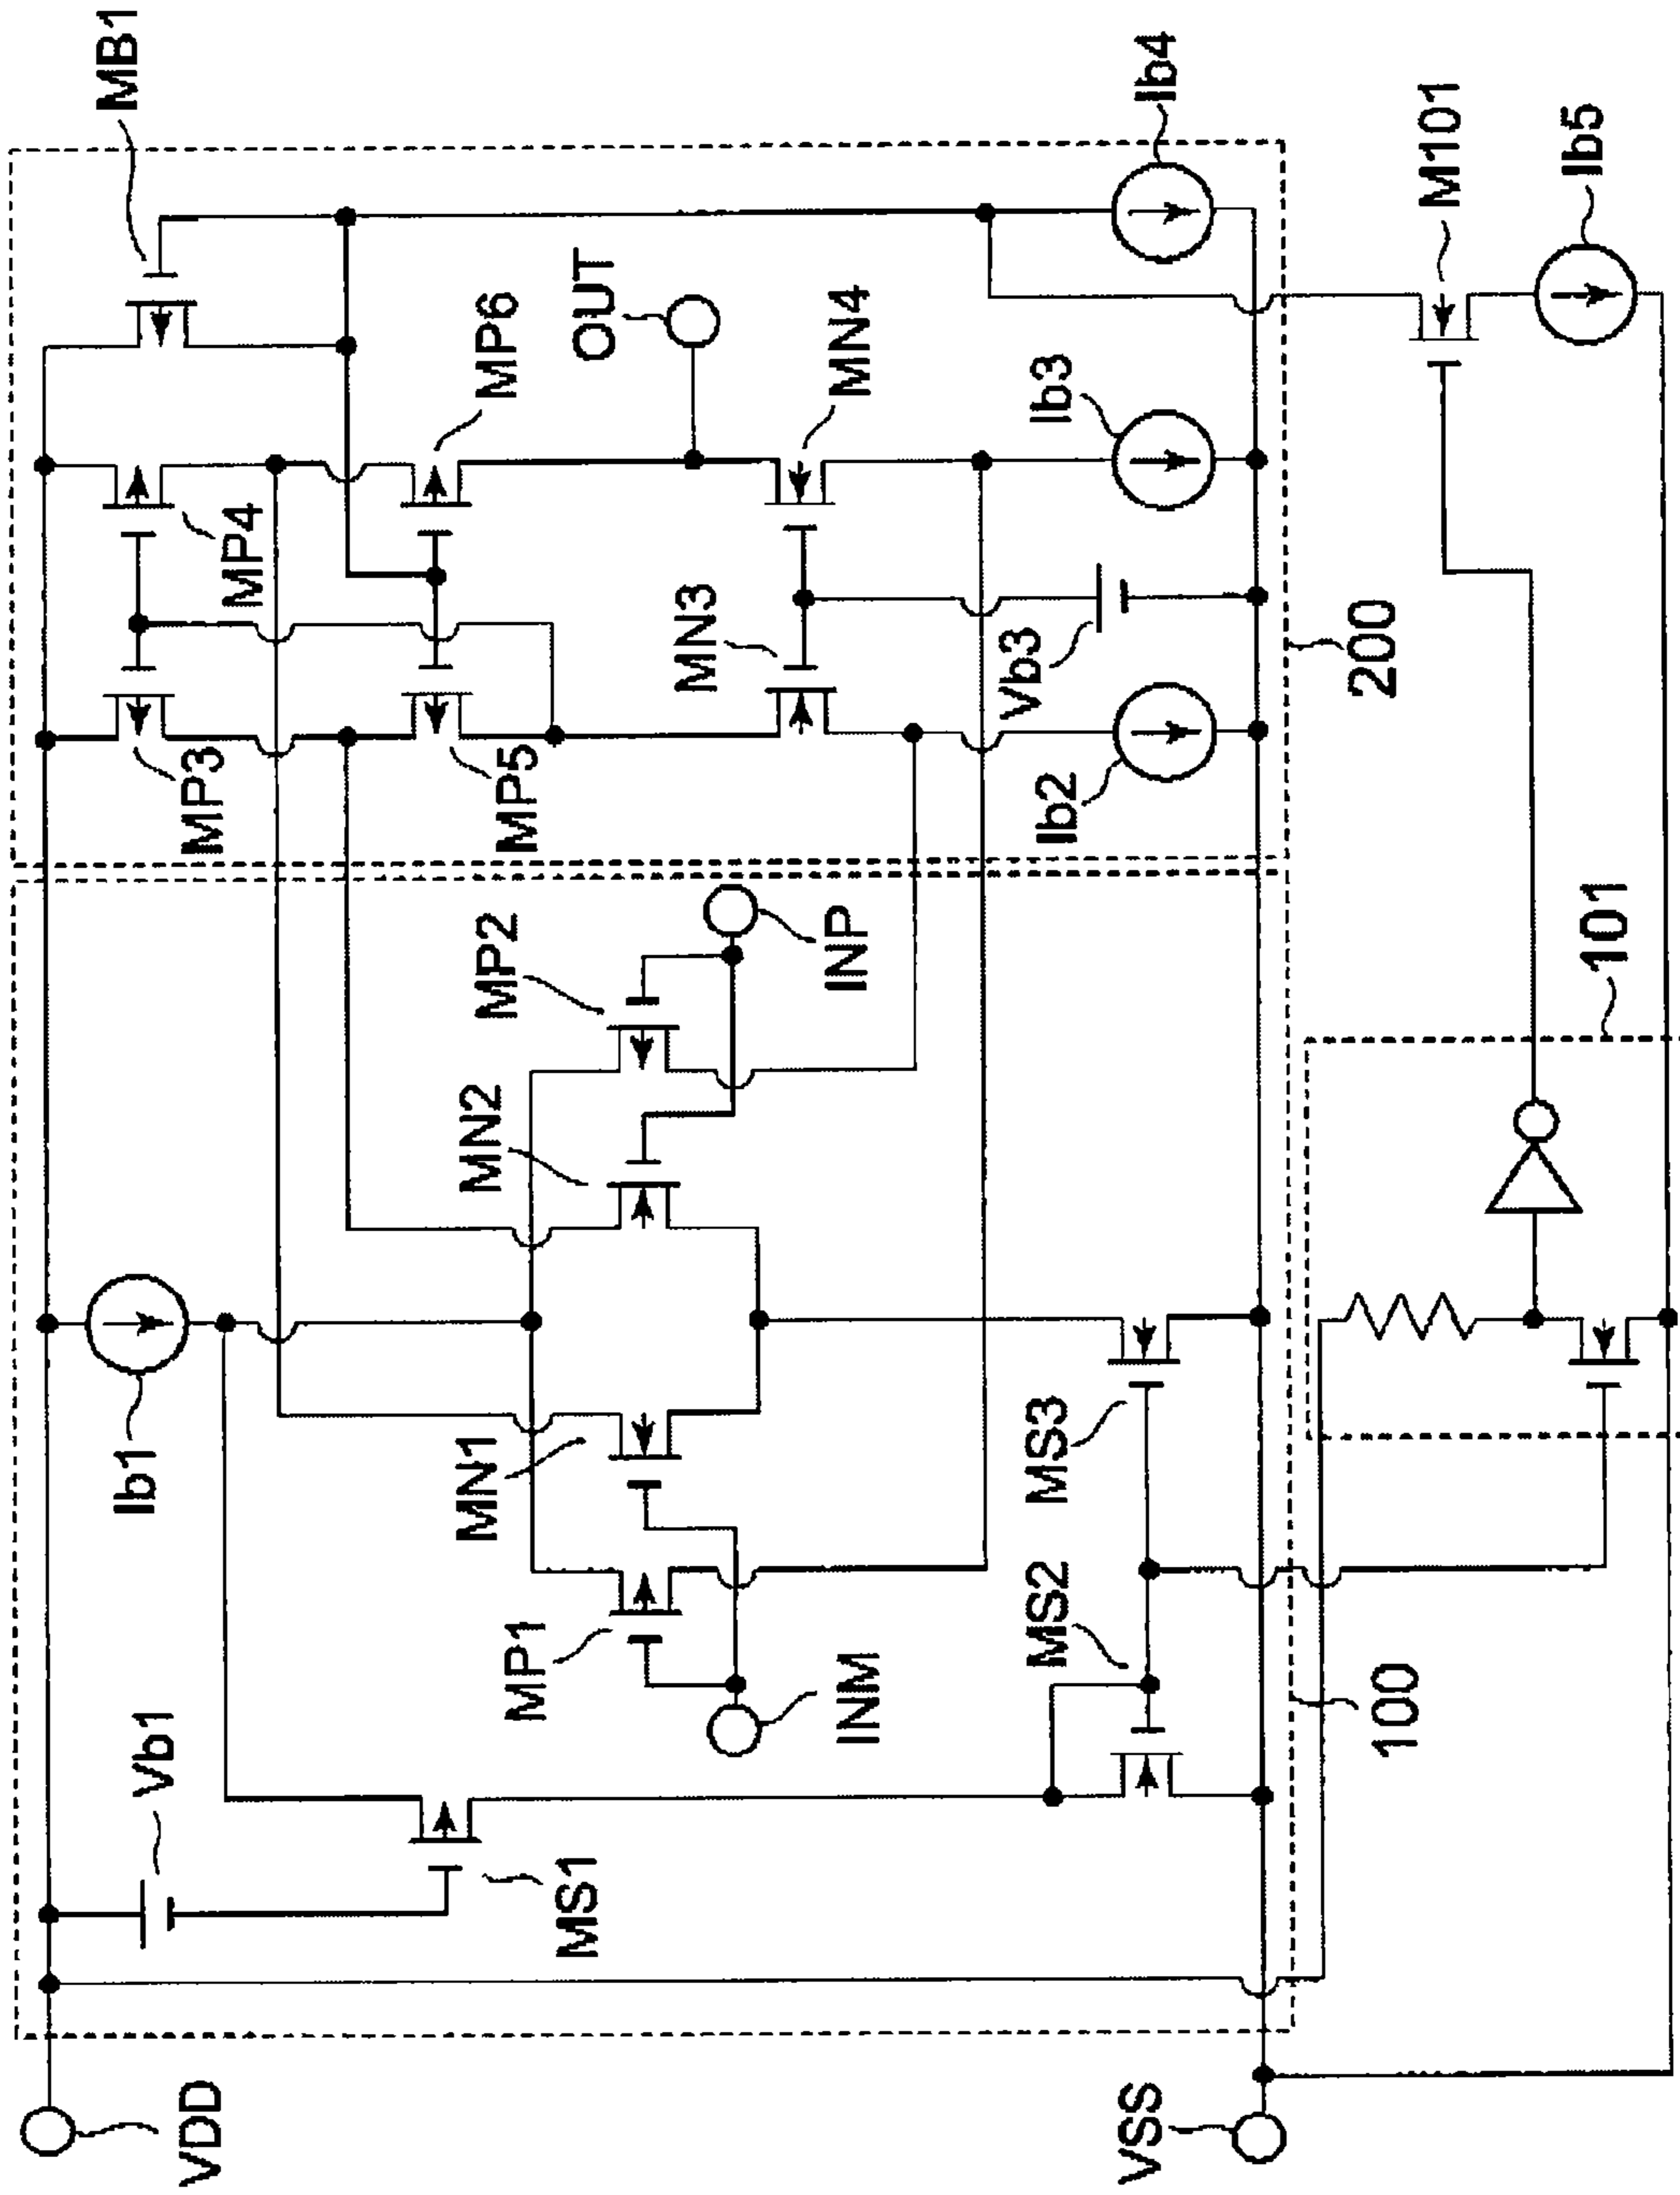 MB1
VDD
Vb1
Ib1
MP3
MP4
MS1
MP1
MN1
MN2
MP2
MP5
MP6
OUT
MN3
INM
INP
MN4
MS2
MS3
Ib2
Vb3
Ib3
VSS
Ib4
100
200
M101
101
Ib5